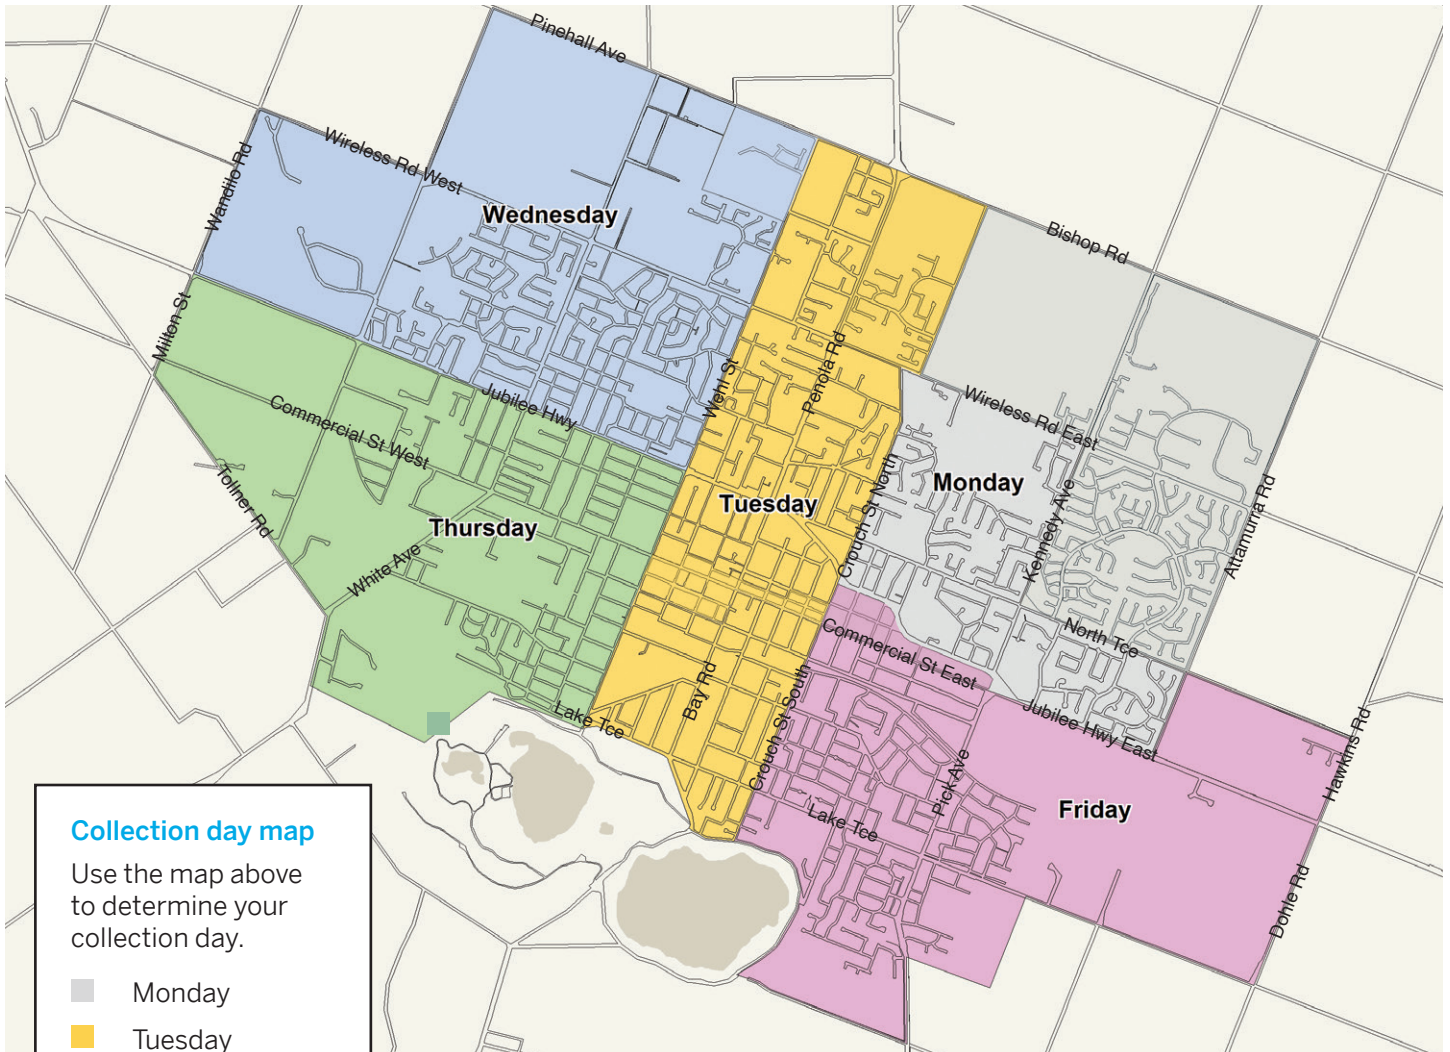 Pinehall Ave
Wireless Rd West
Wandilo Rd
Wednesday
Bishop Rd
Milton St
Penola Rd
Wehl St
Jubilee Hwy
Wireless Rd East
Commercial St West
Tollner Rd
Thursday
Tuesday
Monday
Crouch St North
Kennedy Ave
Attamurra Rd
White Ave
North Tce
Commercial St East
Bay Rd
Crouch St South
Lake Tce
Jubilee Hwy East
Hawkins Rd
Pick Ave
Lake Tce
Friday
Dohle Rd
Collection day map
Use the map above
to determine your
collection day.
Monday
Tuesday